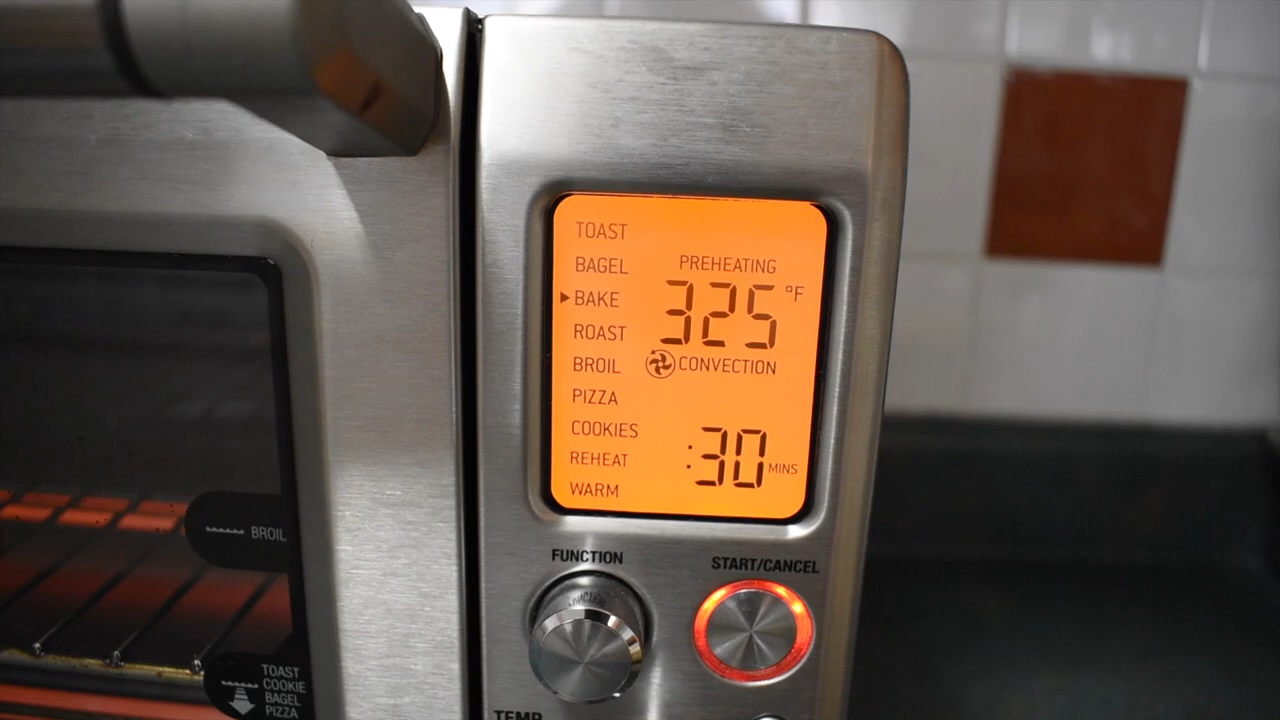 TOAST
BAGEL
BAKE
ROAST
BROIL
PIZZA
COOKIES
REHEAT
WARM
PREHEATING
325 °F
CONVECTION
:30 MINS
FUNCTION
START/CANCEL
FUNCTION
TEMP
BROIL
TOAST
COOKIE
BAGEL
PIZZA